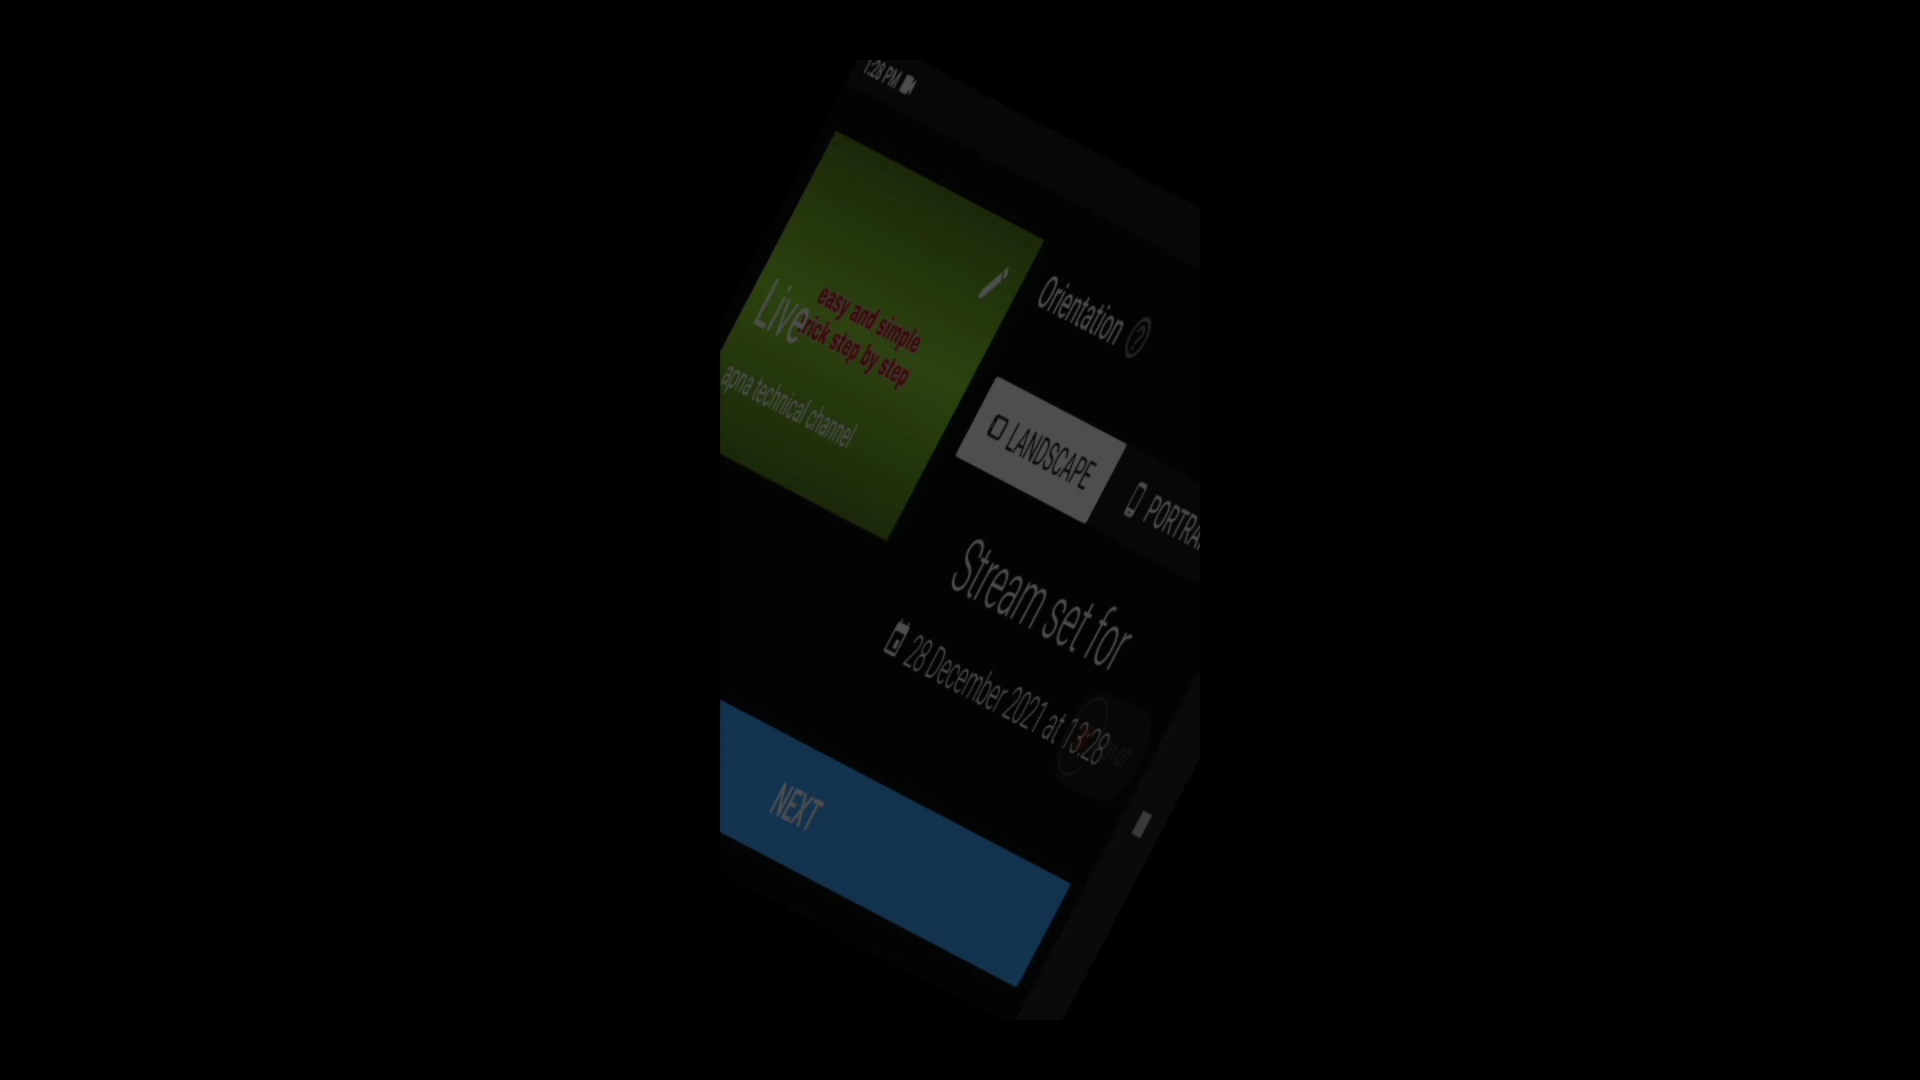 1:28 PM
easy and simple
trick step by step
Live
apna technical channel
Orientation
LANDSCAPE
Stream set for
28 December 2021 at 13:28
NEXT